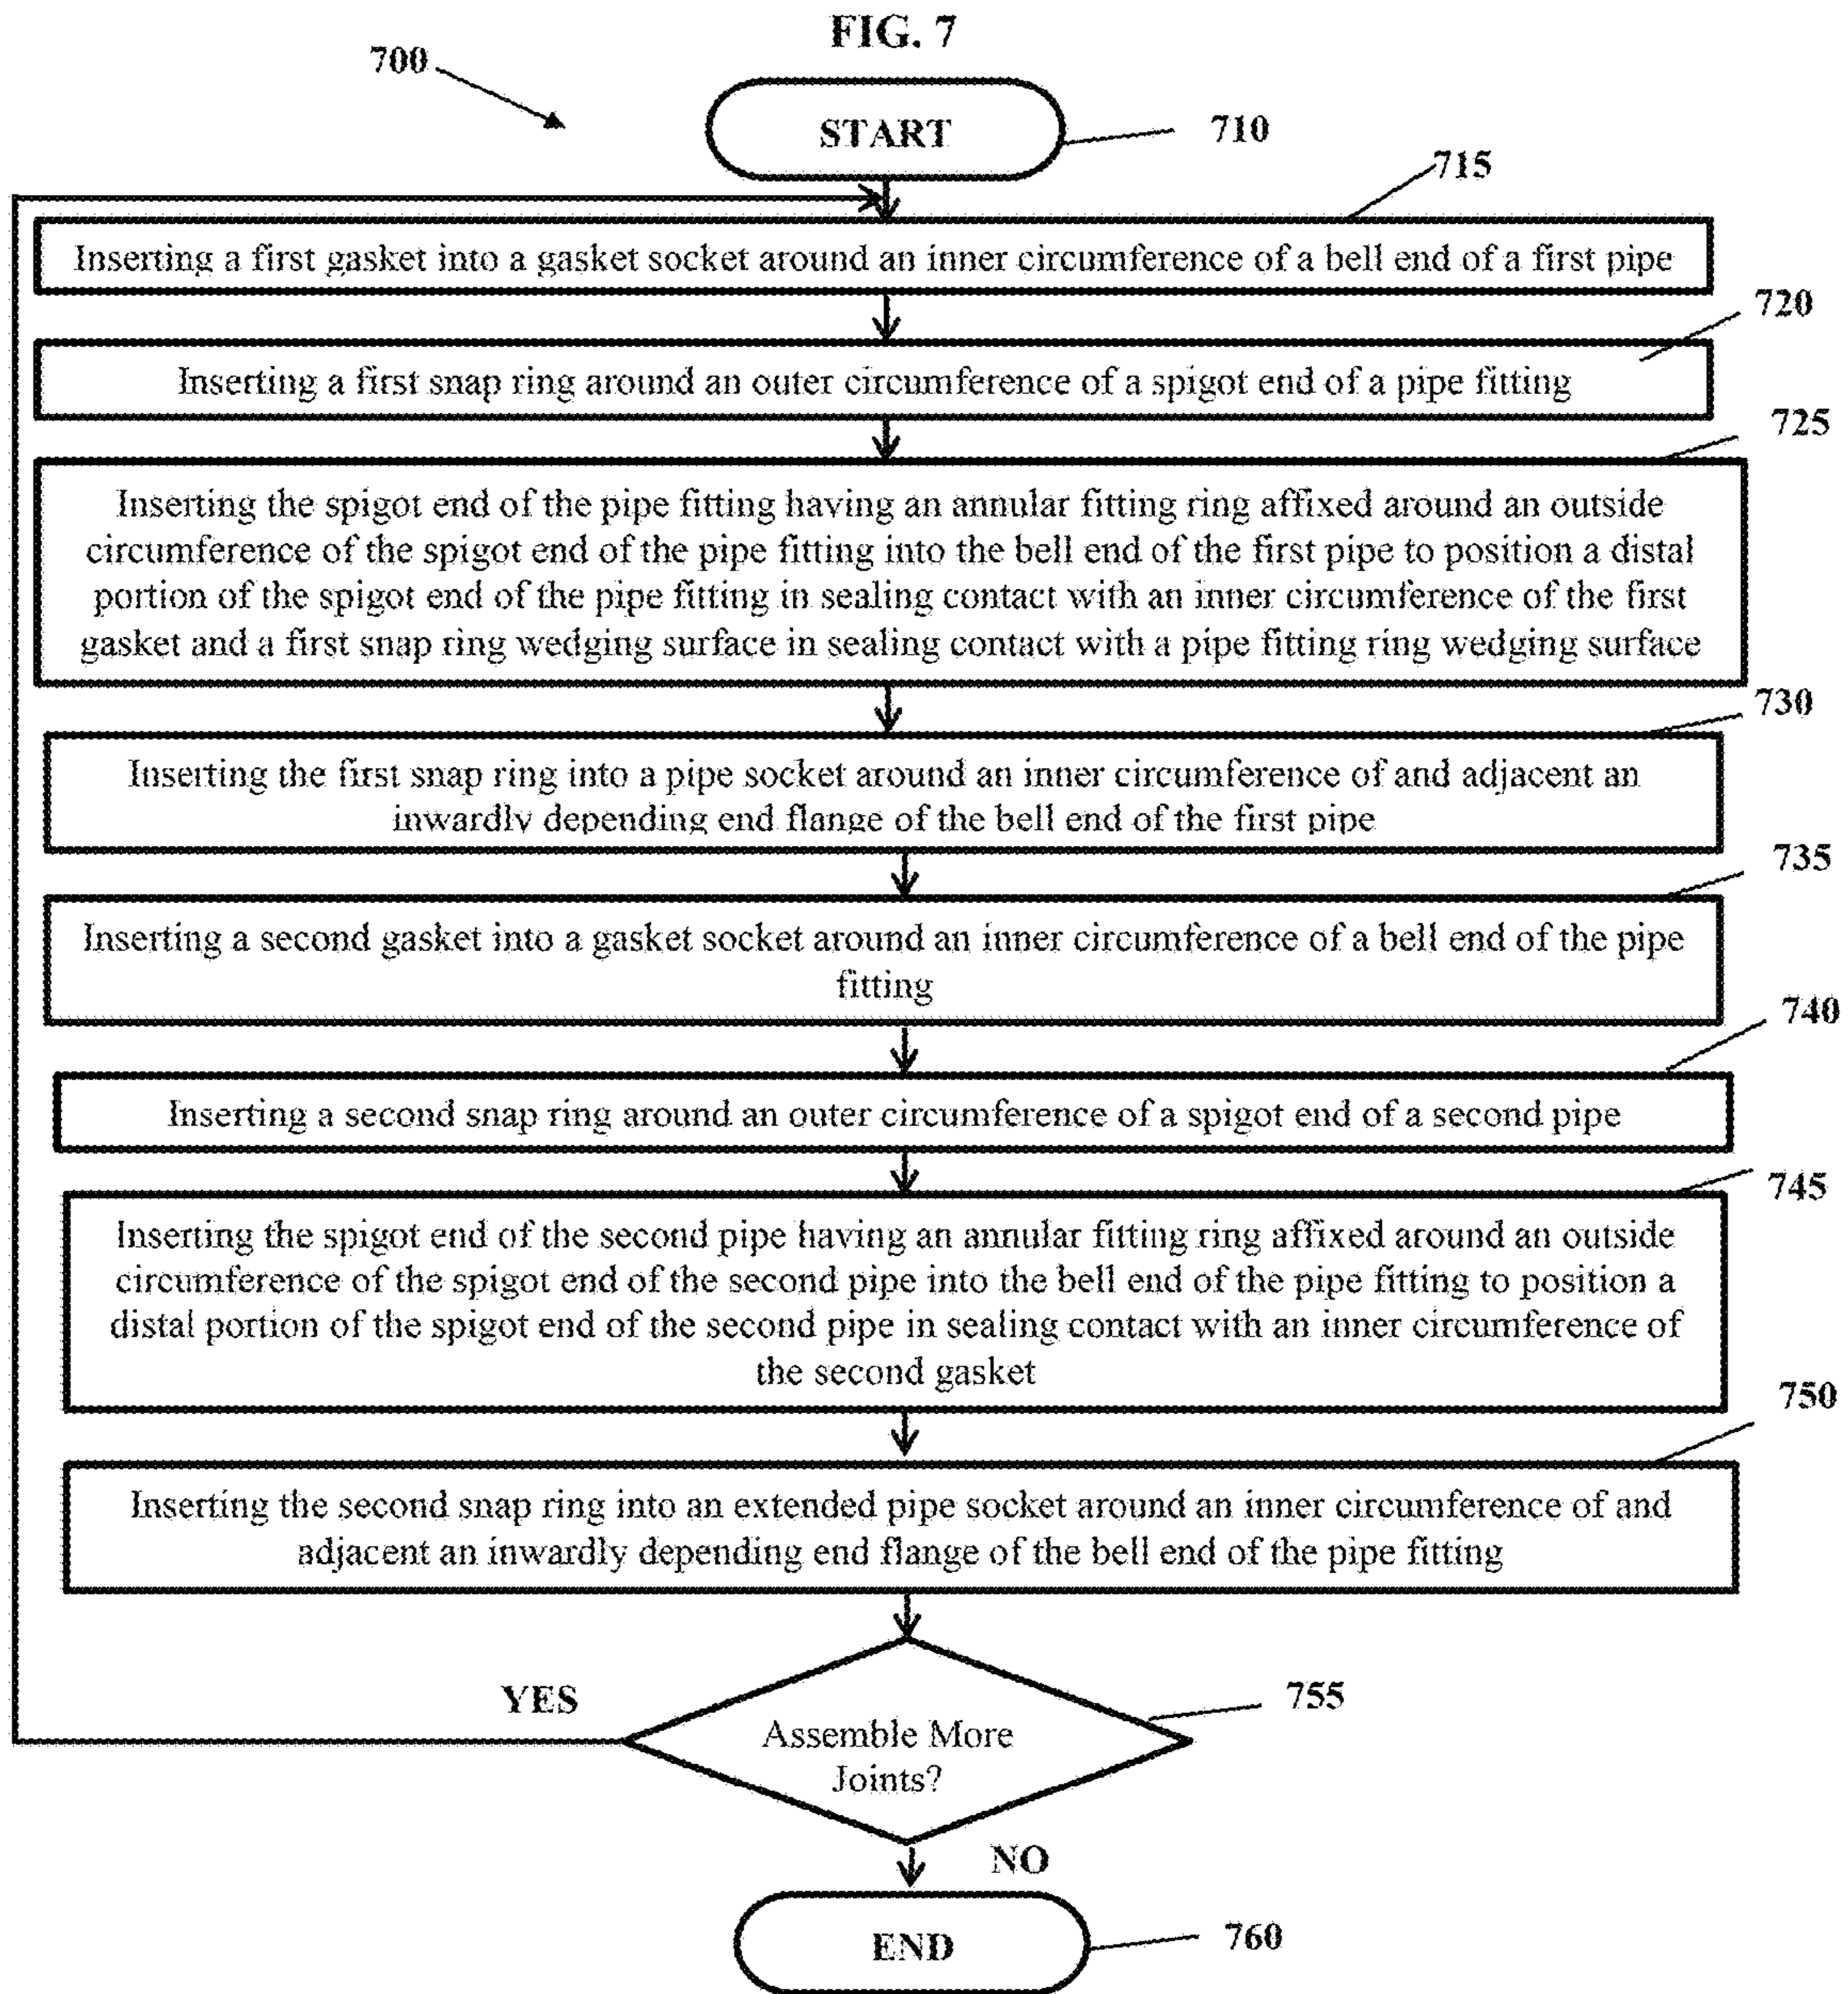 FIG. 7
700
START
710
715
Inserting a first gasket into a gasket socket around an inner circumference of a bell end of a first pipe
720
Inserting a first snap ring around an outer circumference of a spigot end of a pipe fitting
725
Inserting the spigot end of the pipe fitting having an annular fitting ring affixed around an outside
circumference of the spigot end of the pipe fitting into the bell end of the first pipe to position a distal
portion of the spigot end of the pipe fitting in sealing contact with an inner circumference of the first
gasket and a first snap ring wedging surface in sealing contact with a pipe fitting ring wedging surface
730
Inserting the first snap ring into a pipe socket around an inner circumference of and adjacent an
inwardly depending end flange of the bell end of the first pipe
735
Inserting a second gasket into a gasket socket around an inner circumference of a bell end of the pipe
fitting
740
Inserting a second snap ring around an outer circumference of a spigot end of a second pipe
745
Inserting the spigot end of the second pipe having an annular fitting ring affixed around an outside
circumference of the spigot end of the second pipe into the bell end of the pipe fitting to position a
distal portion of the spigot end of the second pipe in sealing contact with an inner circumference of
the second gasket
750
Inserting the second snap ring into an extended pipe socket around an inner circumference of and
adjacent an inwardly depending end flange of the bell end of the pipe fitting
YES
755
Assemble More
Joints?
NO
END
760